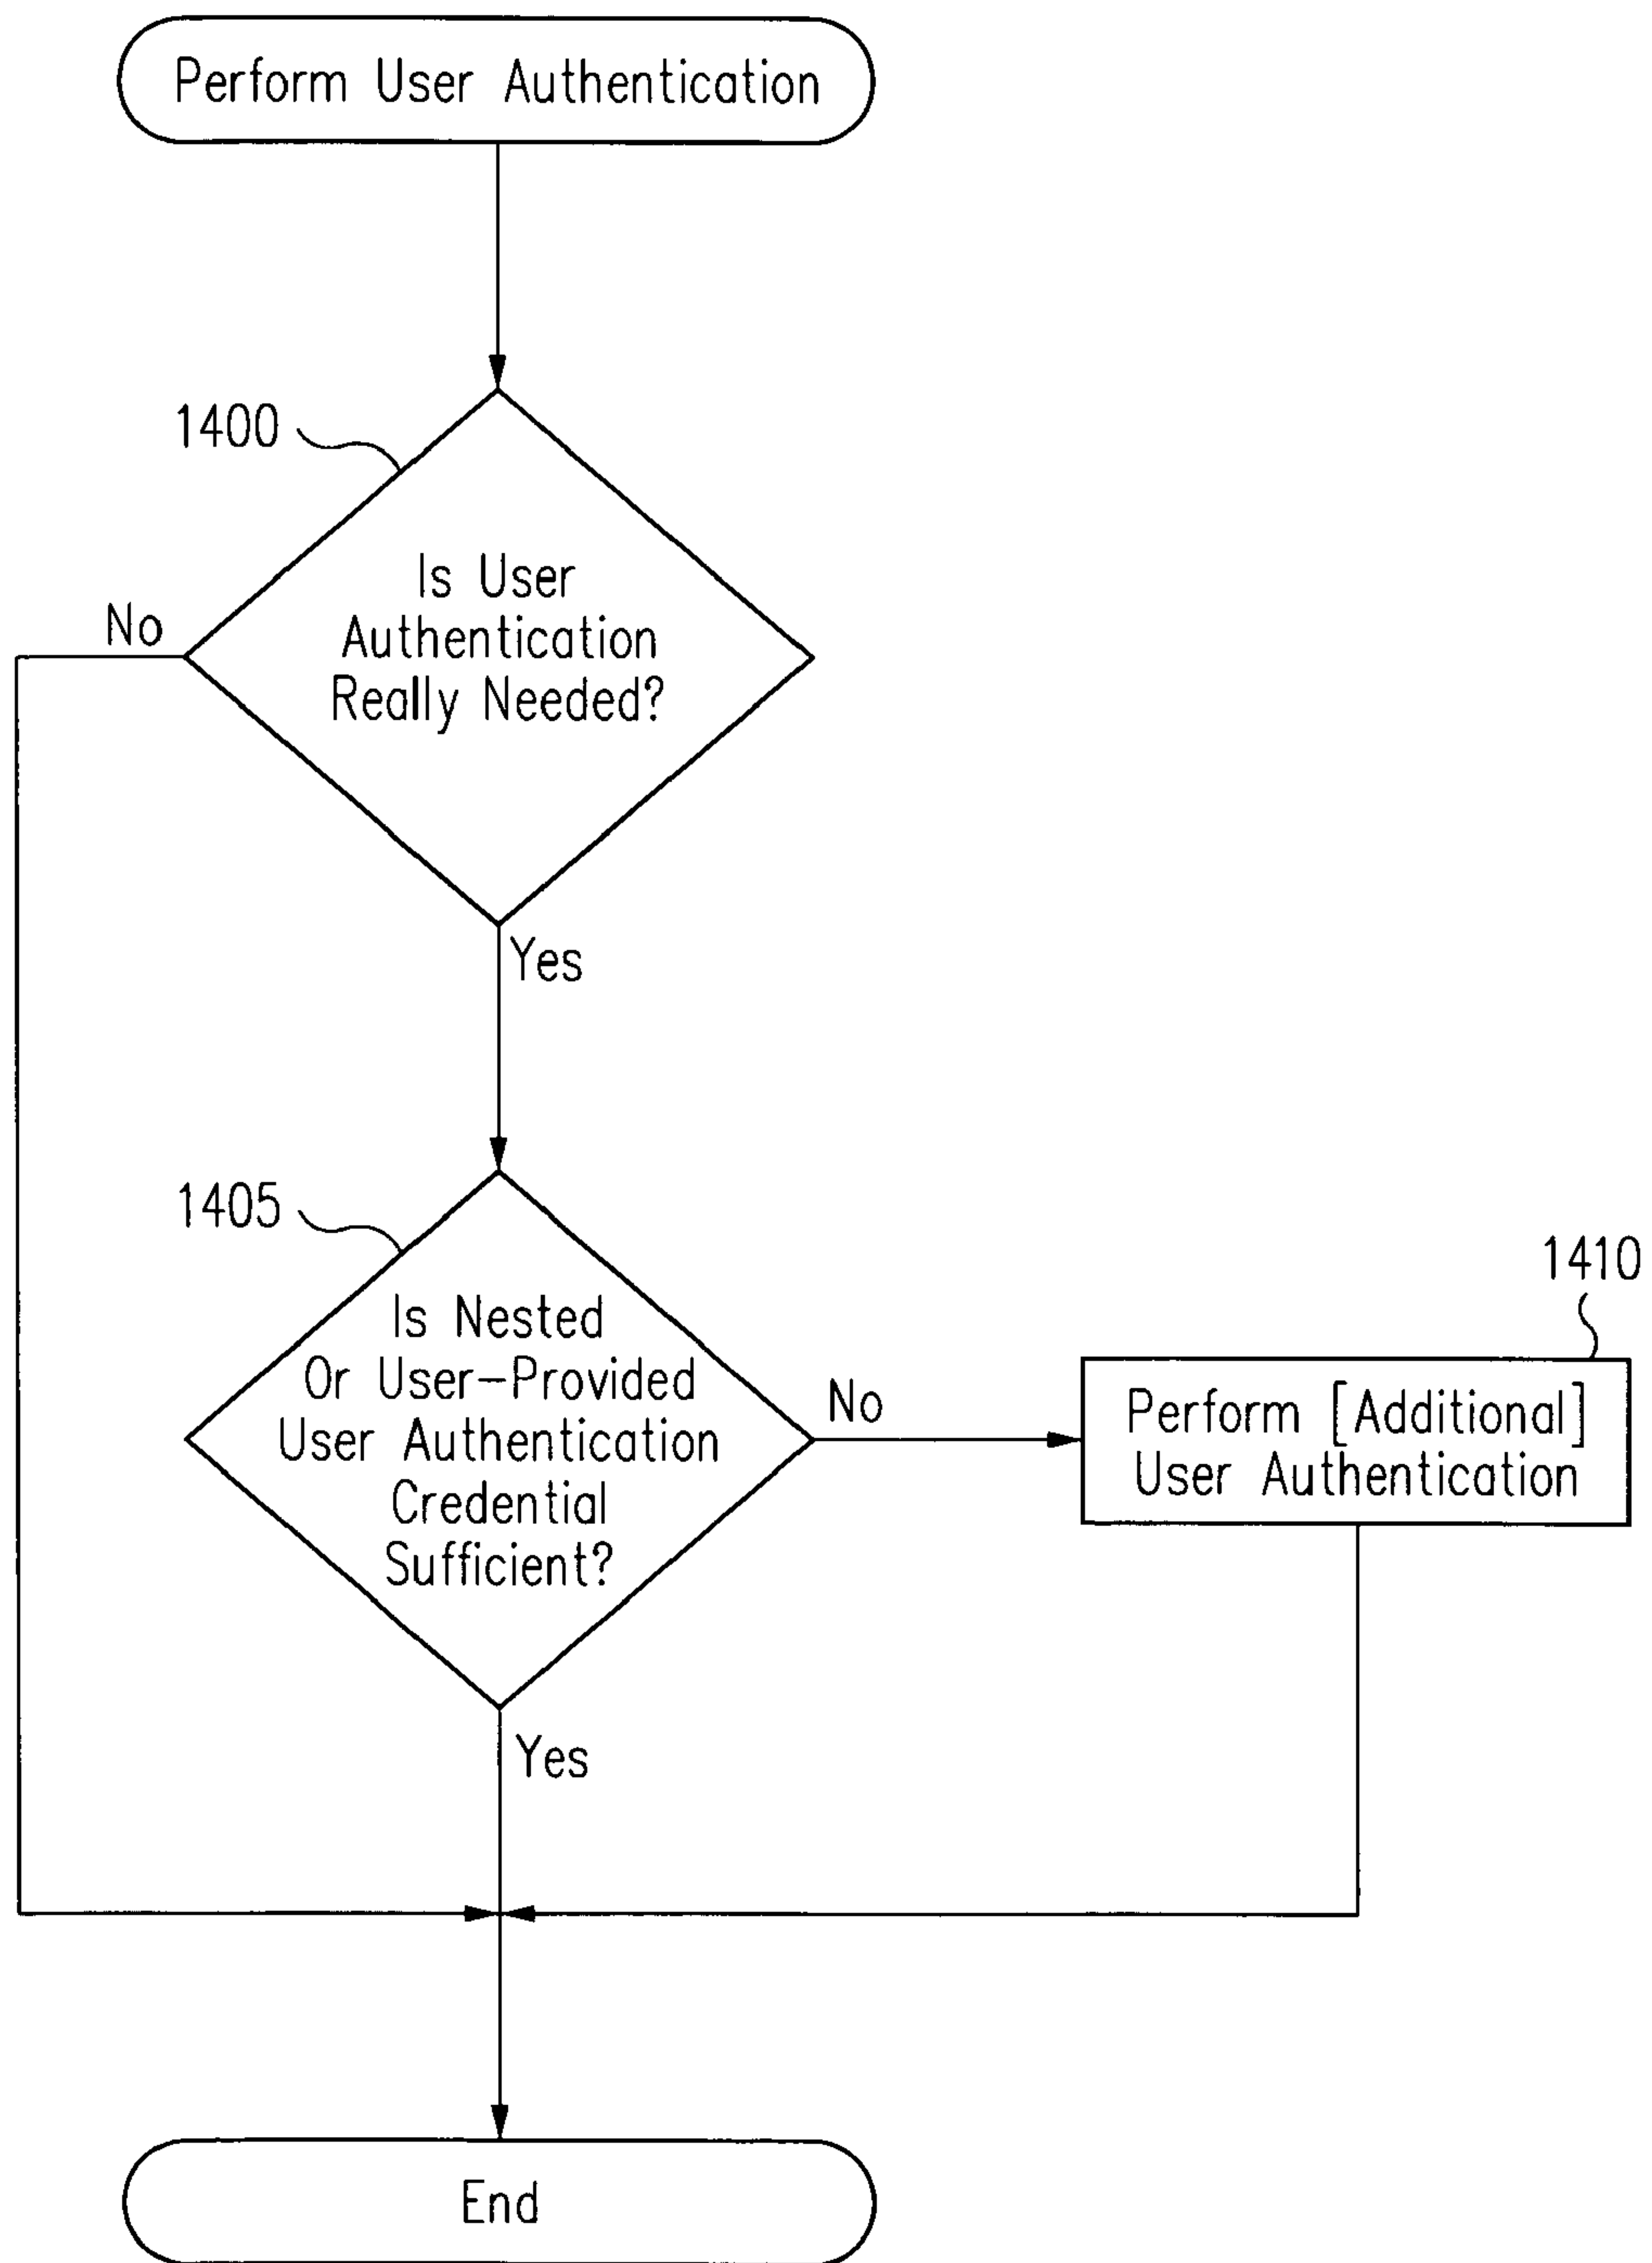 Perform User Authentication
1400
Is User
Authentication
Really Needed?
No
Yes
1405
Is Nested
Or User-Provided
User Authentication
Credential
Sufficient?
No
1410
Perform [Additional]
User Authentication
Yes
End